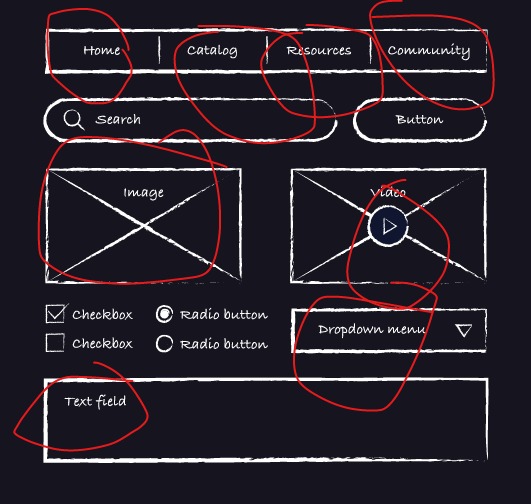 Home Catalog Resources Community
Search Button
Image Video
Checkbox Radio button Dropdown menu
Checkbox Radio button
Text field